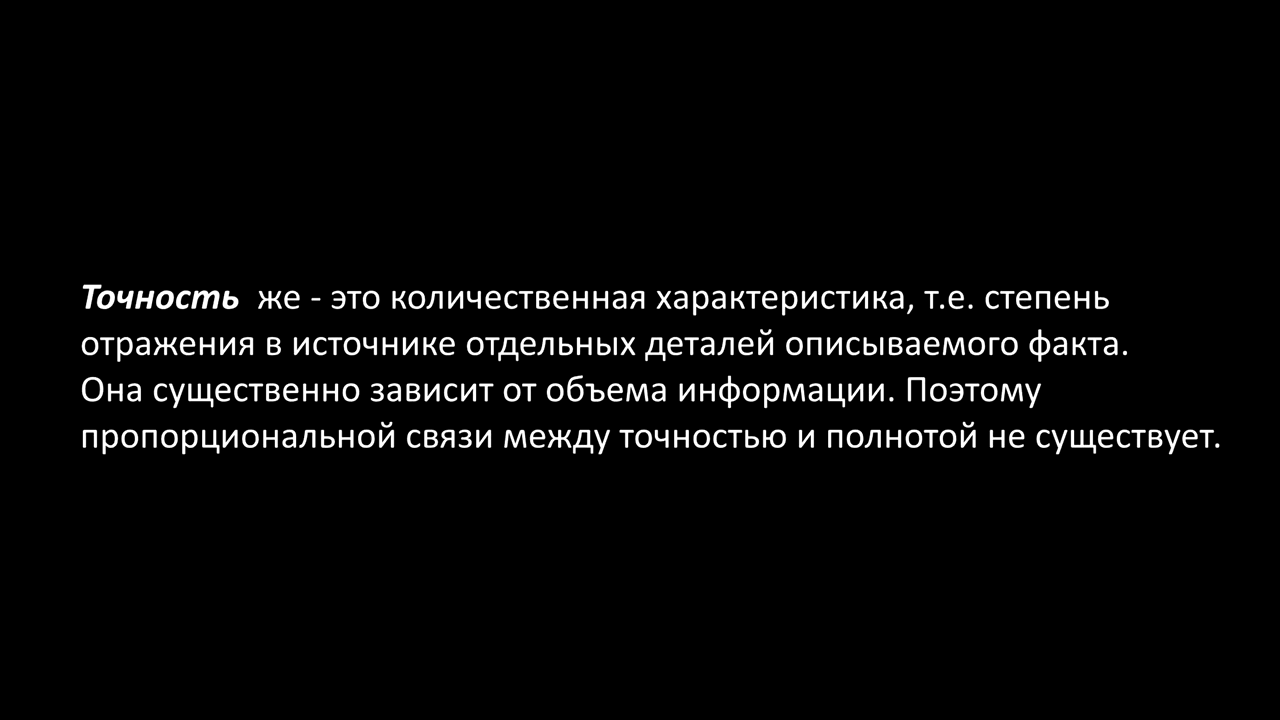 Точность же - это количественная характеристика, т.е. степень
отражения в источнике отдельных деталей описываемого факта.
Она существенно зависит от объема информации. Поэтому
пропорциональной связи между точностью и полнотой не существует.